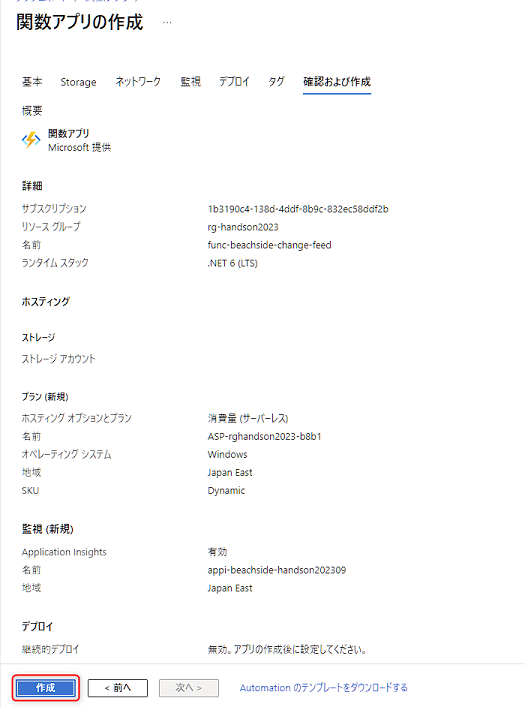 関数アプリの作成 …
基本 Storage ネットワーク 監視 デプロイ タグ 確認および作成
概要
関数アプリ
Microsoft 提供
詳細
サブスクリプション 1b3190c4-138d-4ddf-8b9c-832ec58ddf2b
リソース グループ rg-handson2023
名前 func-beachside-change-feed
ランタイム スタック .NET 6 (LTS)
ホスティング
ストレージ
ストレージ アカウント
プラン (新規)
ホスティング オプションとプラン 消費量 (サーバーレス)
名前 ASP-rghandson2023-b8b1
オペレーティング システム Windows
地域 Japan East
SKU Dynamic
監視 (新規)
Application Insights 有効
名前 appi-beachside-handson202309
地域 Japan East
デプロイ
継続的デプロイ 無効。アプリの作成後に設定してください。
作成 < 前へ 次へ > Automation のテンプレートをダウンロードする